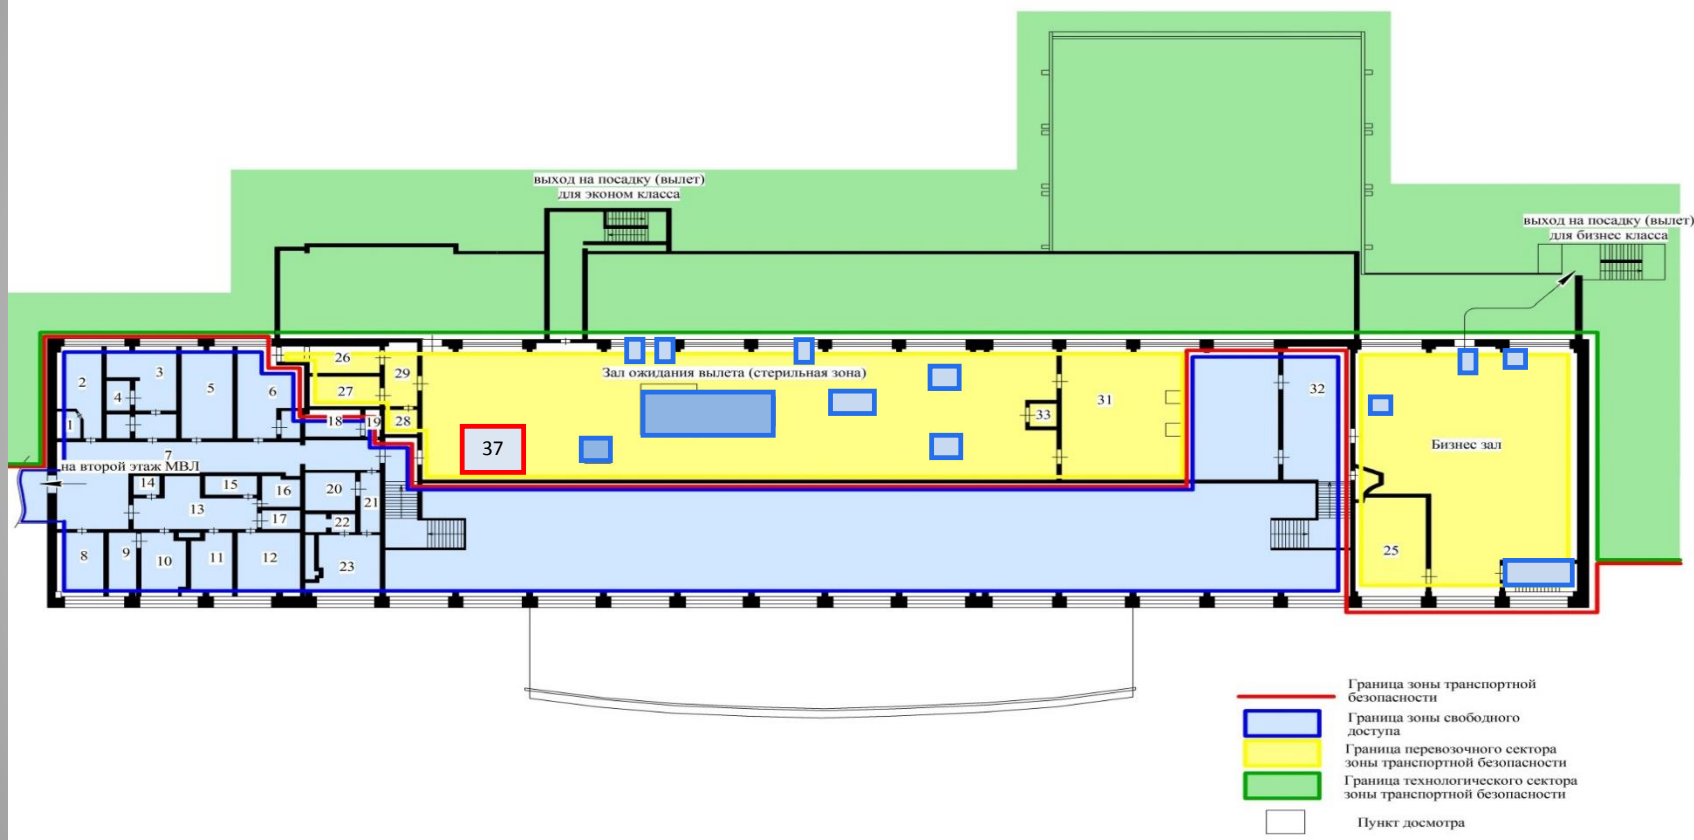 выход на посадку (вылет)
для эконом класса
выход на посадку (вылет)
для бизнес класса
Зал ожидания вылета (стерильная зона)
Бизнес зал
на второй этаж МВЛ
1
2
3
4
5
6
7
8
9
10
11
12
13
14
15
16
17
18
19
20
21
22
23
25
26
27
28
29
31
32
33
37
Граница зоны транспортной
безопасности
Граница зоны свободного
доступа
Граница перевозочного сектора
зоны транспортной безопасности
Граница технологического сектора
зоны транспортной безопасности
Пункт досмотра